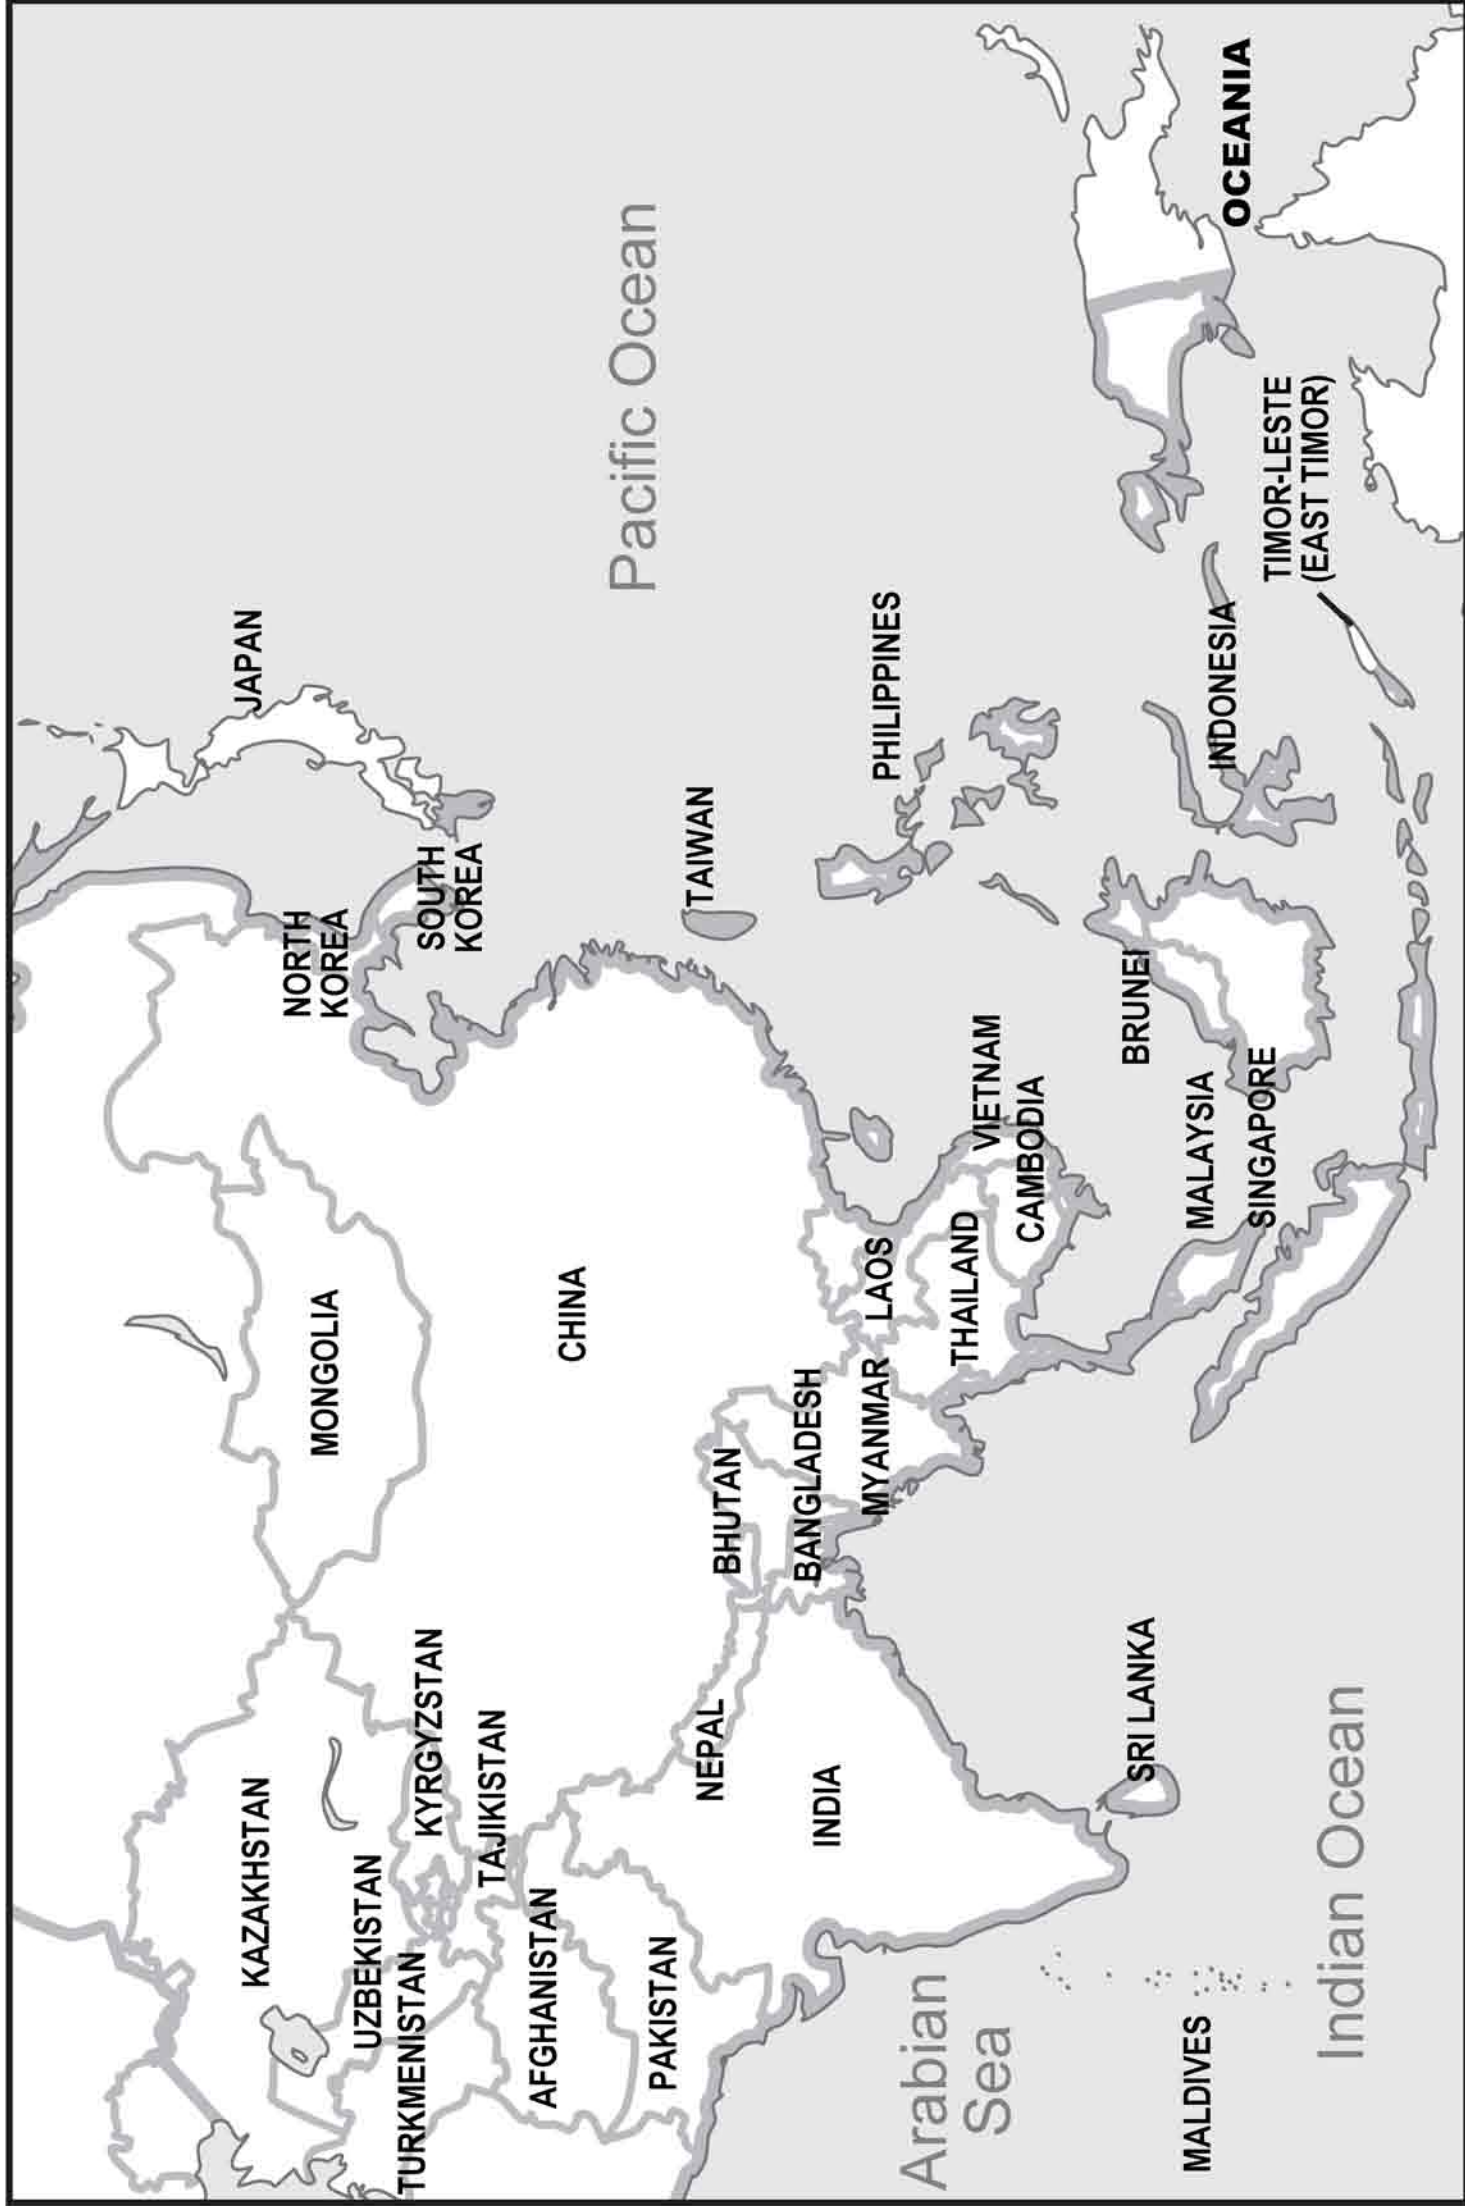 KAZAKHSTAN
MONGOLIA
JAPAN
NORTH
KOREA
UZBEKISTAN
KYRGYZSTAN
TURKMENISTAN
SOUTH
KOREA
TAJIKISTAN
AFGHANISTAN
CHINA
Pacific Ocean
PAKISTAN
NEPAL
BHUTAN
TAIWAN
INDIA
BANGLADESH
MYANMAR
LAOS
PHILIPPINES
THAILAND
VIETNAM
CAMBODIA
Arabian
Sea
SRI LANKA
BRUNEI
MALDIVES
MALAYSIA
INDONESIA
SINGAPORE
OCEANIA
TIMOR-LESTE
(EAST TIMOR)
Indian Ocean